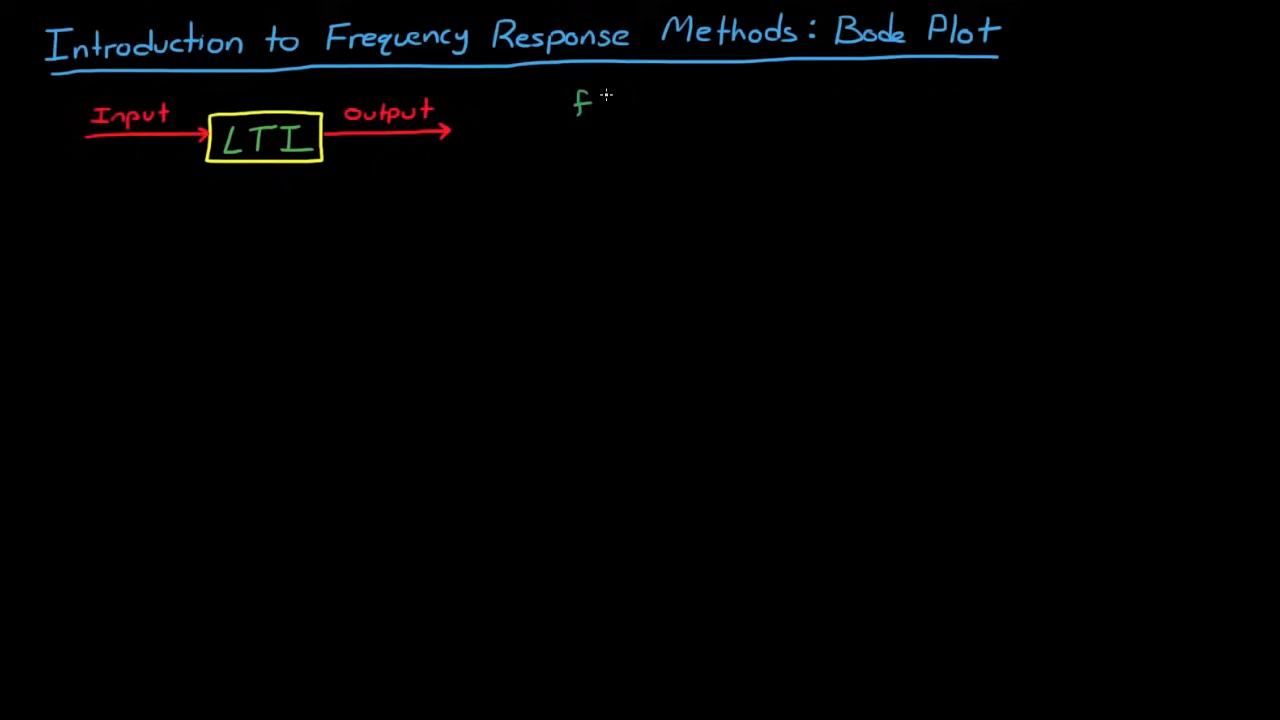 Introduction to Frequency Response Methods: Bode Plot
Input LTI Output f